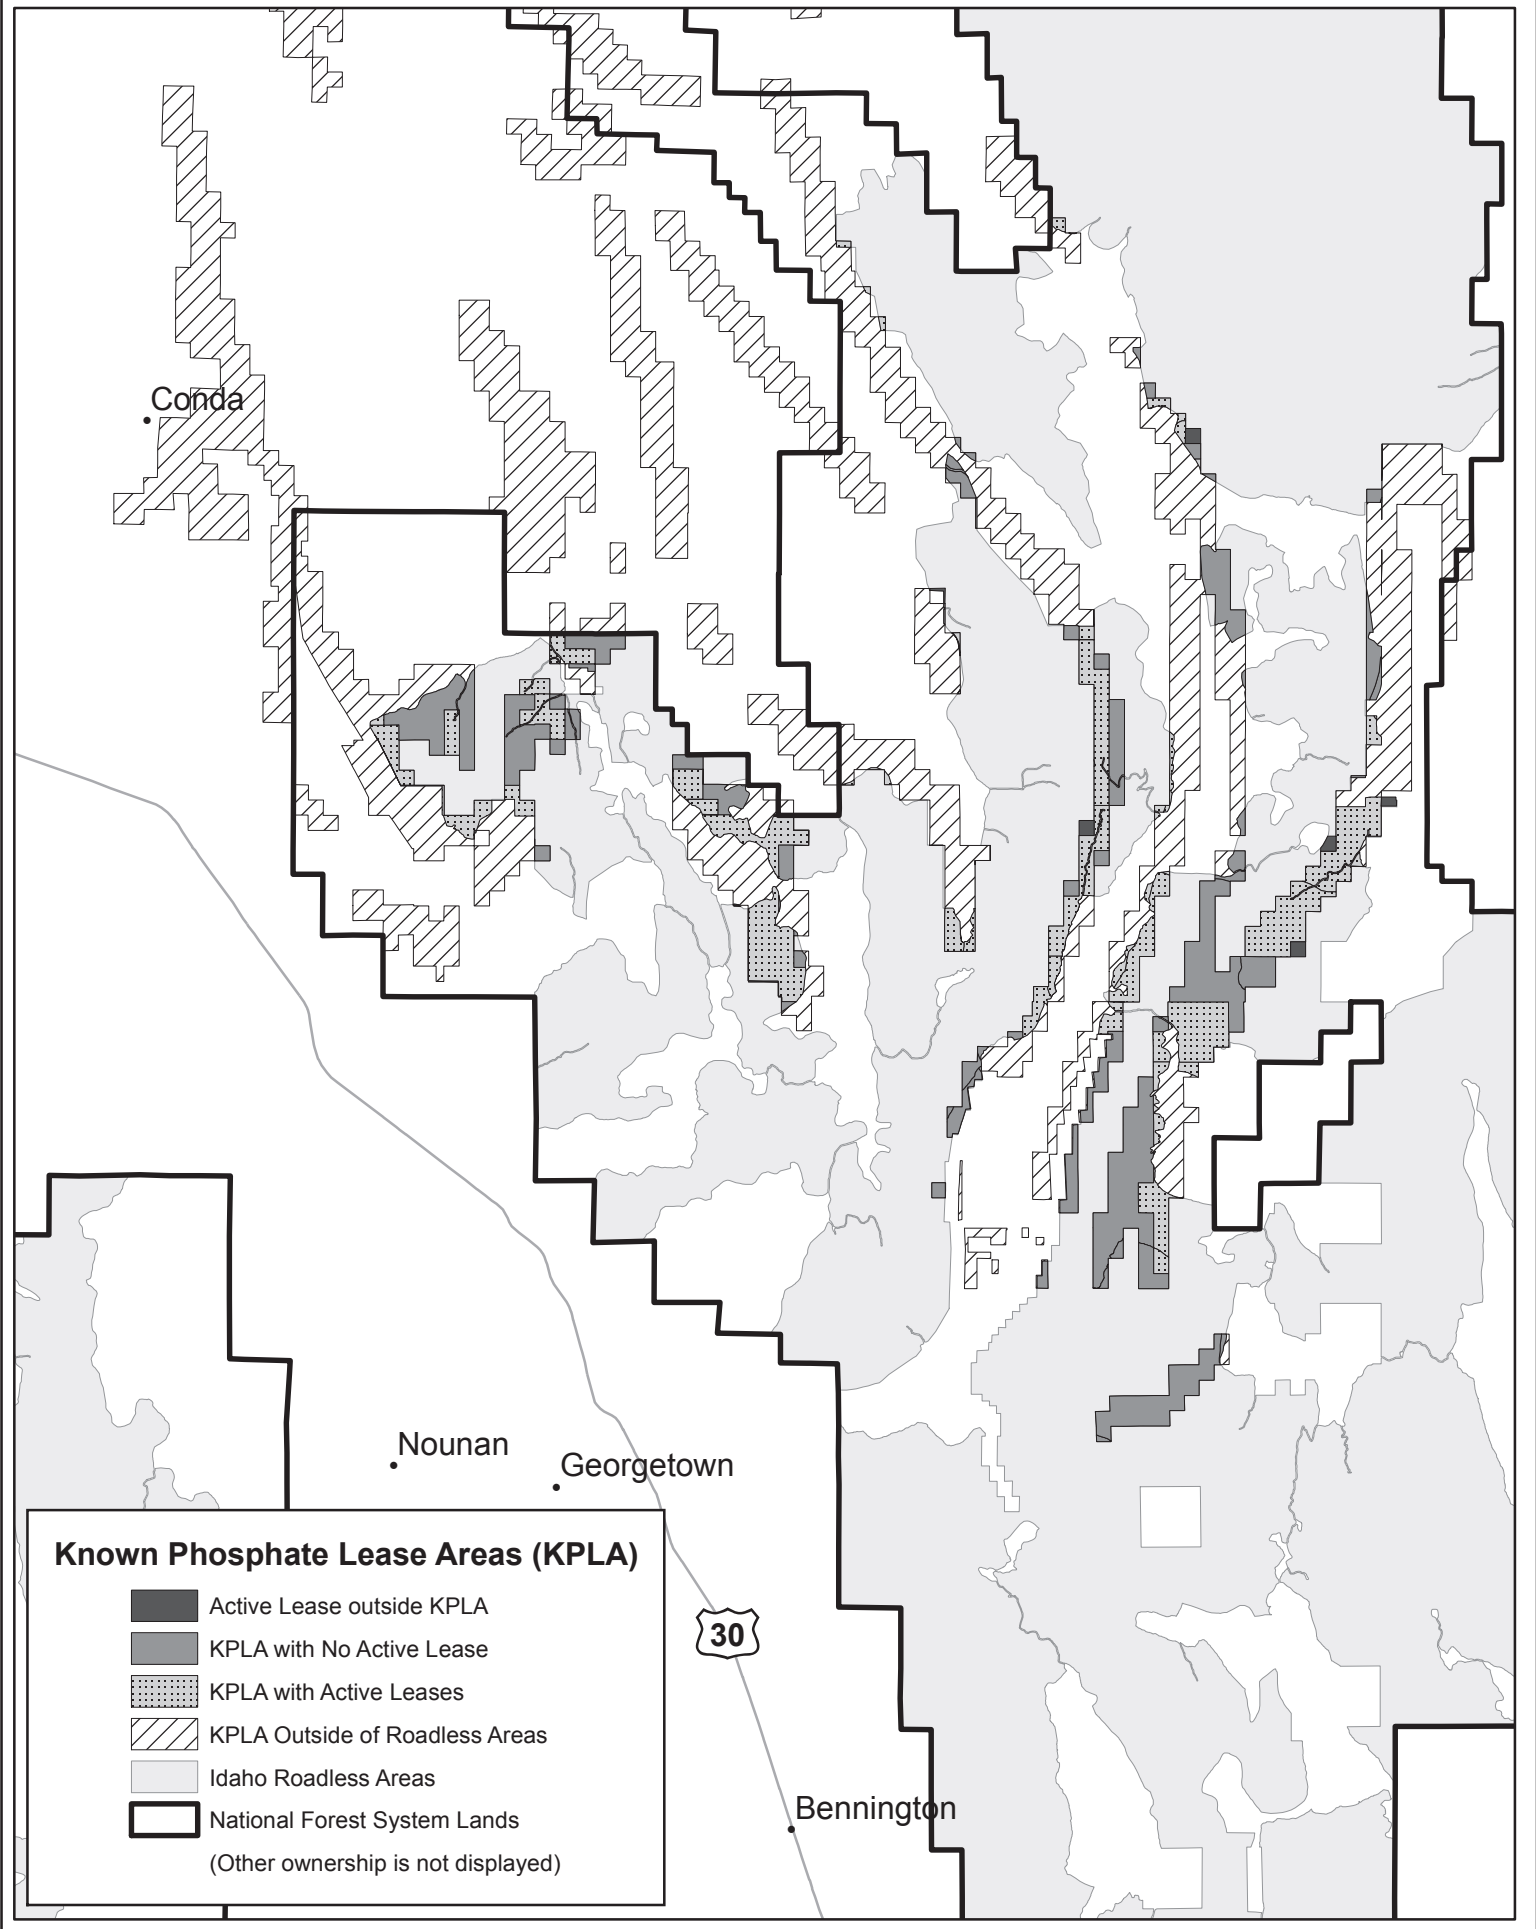 Conda
Nounan
Georgetown
Known Phosphate Lease Areas (KPLA)
Active Lease outside KPLA
KPLA with No Active Lease
KPLA with Active Leases
KPLA Outside of Roadless Areas
Idaho Roadless Areas
National Forest System Lands
(Other ownership is not displayed)
30
Bennington